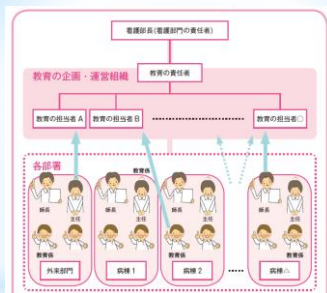 看護部長(看護部門の責任者)
教育の企画・運営組織
教育の責任者
教育の担当者 A
教育の担当者 B
教育の担当者○
各部署
教育係
師長
主任
師長
主任
師長
主任
師長
主任
教育係
教育係
教育係
外来部門
病棟 1
病棟 2
病棟△